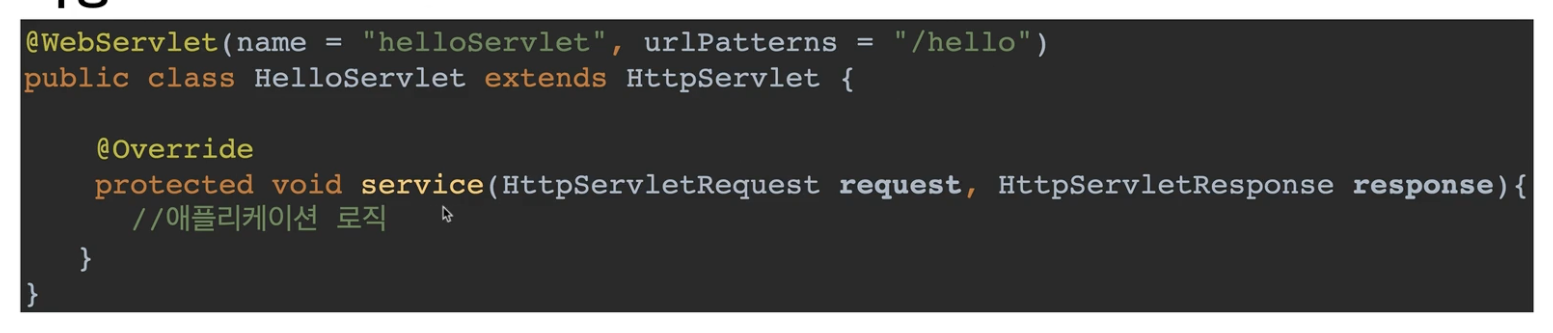 @WebServlet(name = "helloServlet", urlPatterns = "/hello")
public class HelloServlet extends HttpServlet {
@Override
protected void service(HttpServletRequest request, HttpServletResponse response){
//애플리케이션 로직
}
}